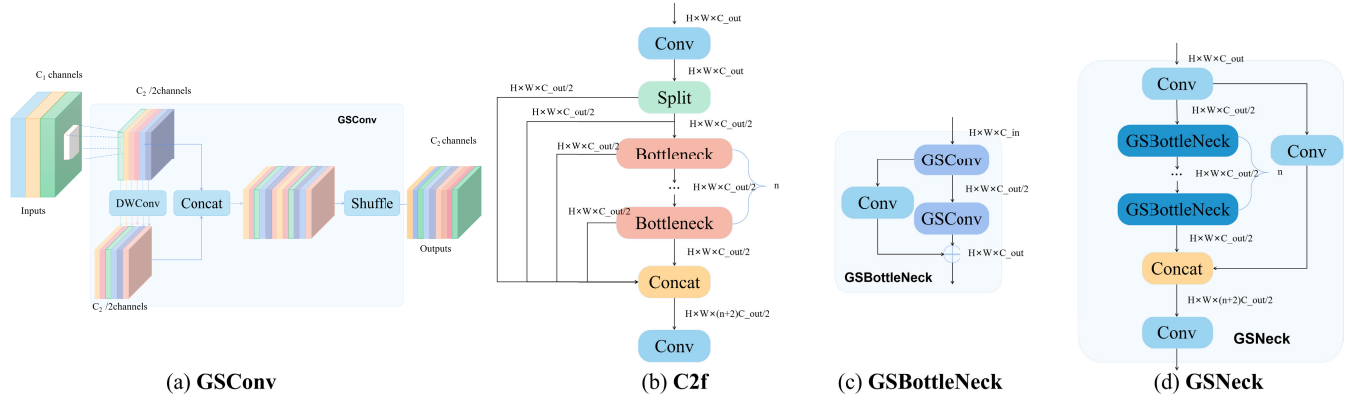 C₁ channels
C₂ /2channels
GSConv
C₂ channels
DWConv
Concat
Shuffle
Inputs
Outputs
C₂ /2channels
(a) GSConv
H×W×C_out
Conv
H×W×C_out
H×W×C_out/2
Split
H×W×C_out/2
H×W×C_out/2
H×W×C_out/2
Bottleneck
... H×W×C_out/2
n
H×W×C_out/2
Bottleneck
H×W×C_out/2
Concat
H×W×(n+2)C_out/2
Conv
(b) C2f
H×W×C_in
GSConv
H×W×C_out/2
Conv
GSConv
H×W×C_out
GSBottleNeck
(c) GSBottleNeck
H×W×C_out
Conv
H×W×C_out/2
GSBottleNeck
Conv
... H×W×C_out/2
n
GSBottleNeck
H×W×C_out/2
Concat
H×W×(n+2)C_out/2
Conv
GSNeck
(d) GSNeck